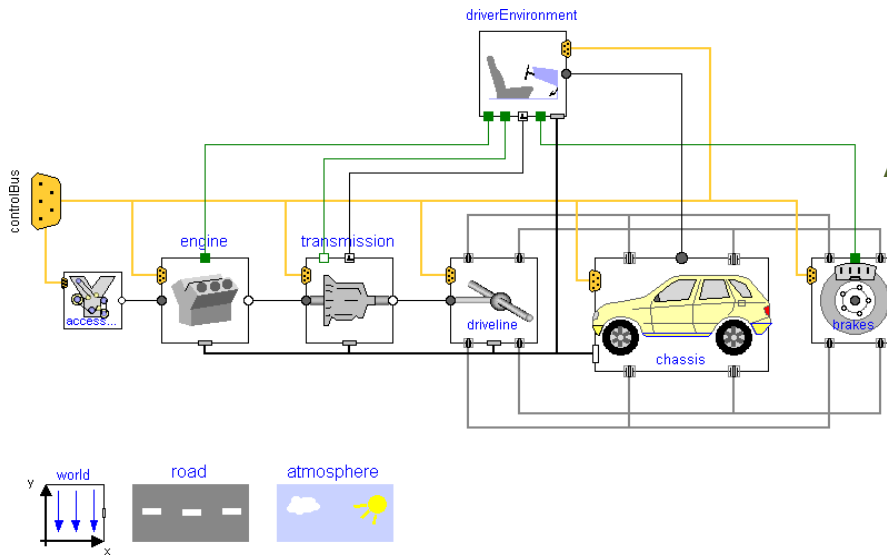 driverEnvironment
controlBus
engine
transmission
access...
driveline
chassis
brakes
world
road
atmosphere
y
x